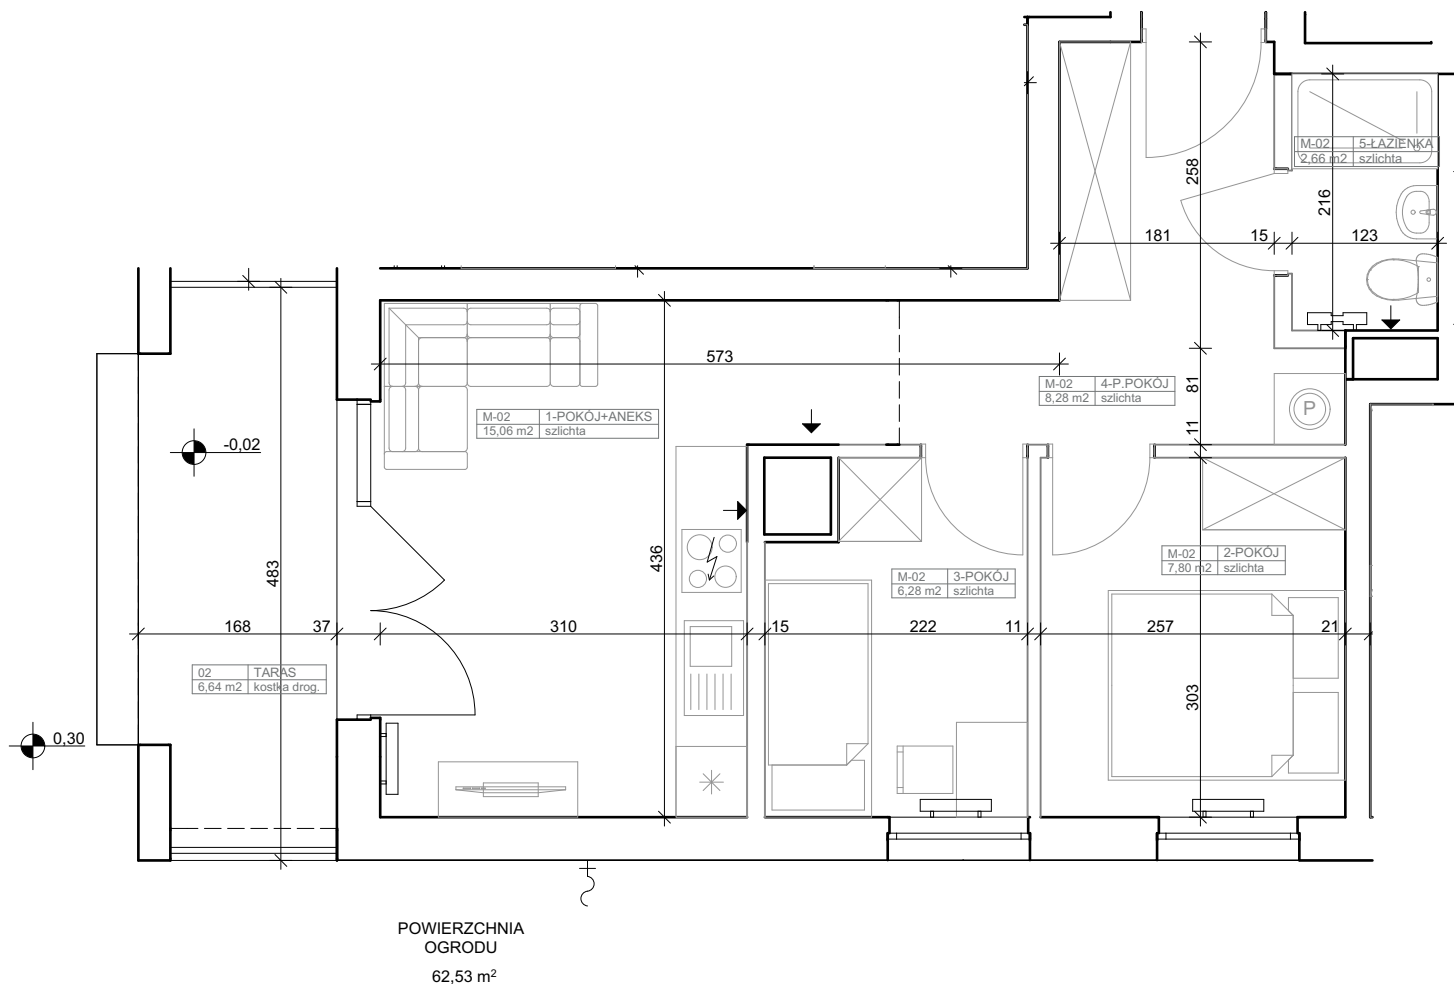 M-02 5-ŁAZIENKA
2,66 m2 szlichta
258
216
181 15 123
573
81
M-02 4-P.POKÓJ
8,28 m2 szlichta
P
M-02 1-POKÓJ+ANEKS
15,06 m2 szlichta
11
-0,02
483
436
M-02 2-POKÓJ
7,80 m2 szlichta
M-02 3-POKÓJ
6,28 m2 szlichta
168 37 310 15 222 11 257 21
02 TARAS
6,64 m2 kostka drog.
303
0,30
POWIERZCHNIA
OGRODU
62,53 m²